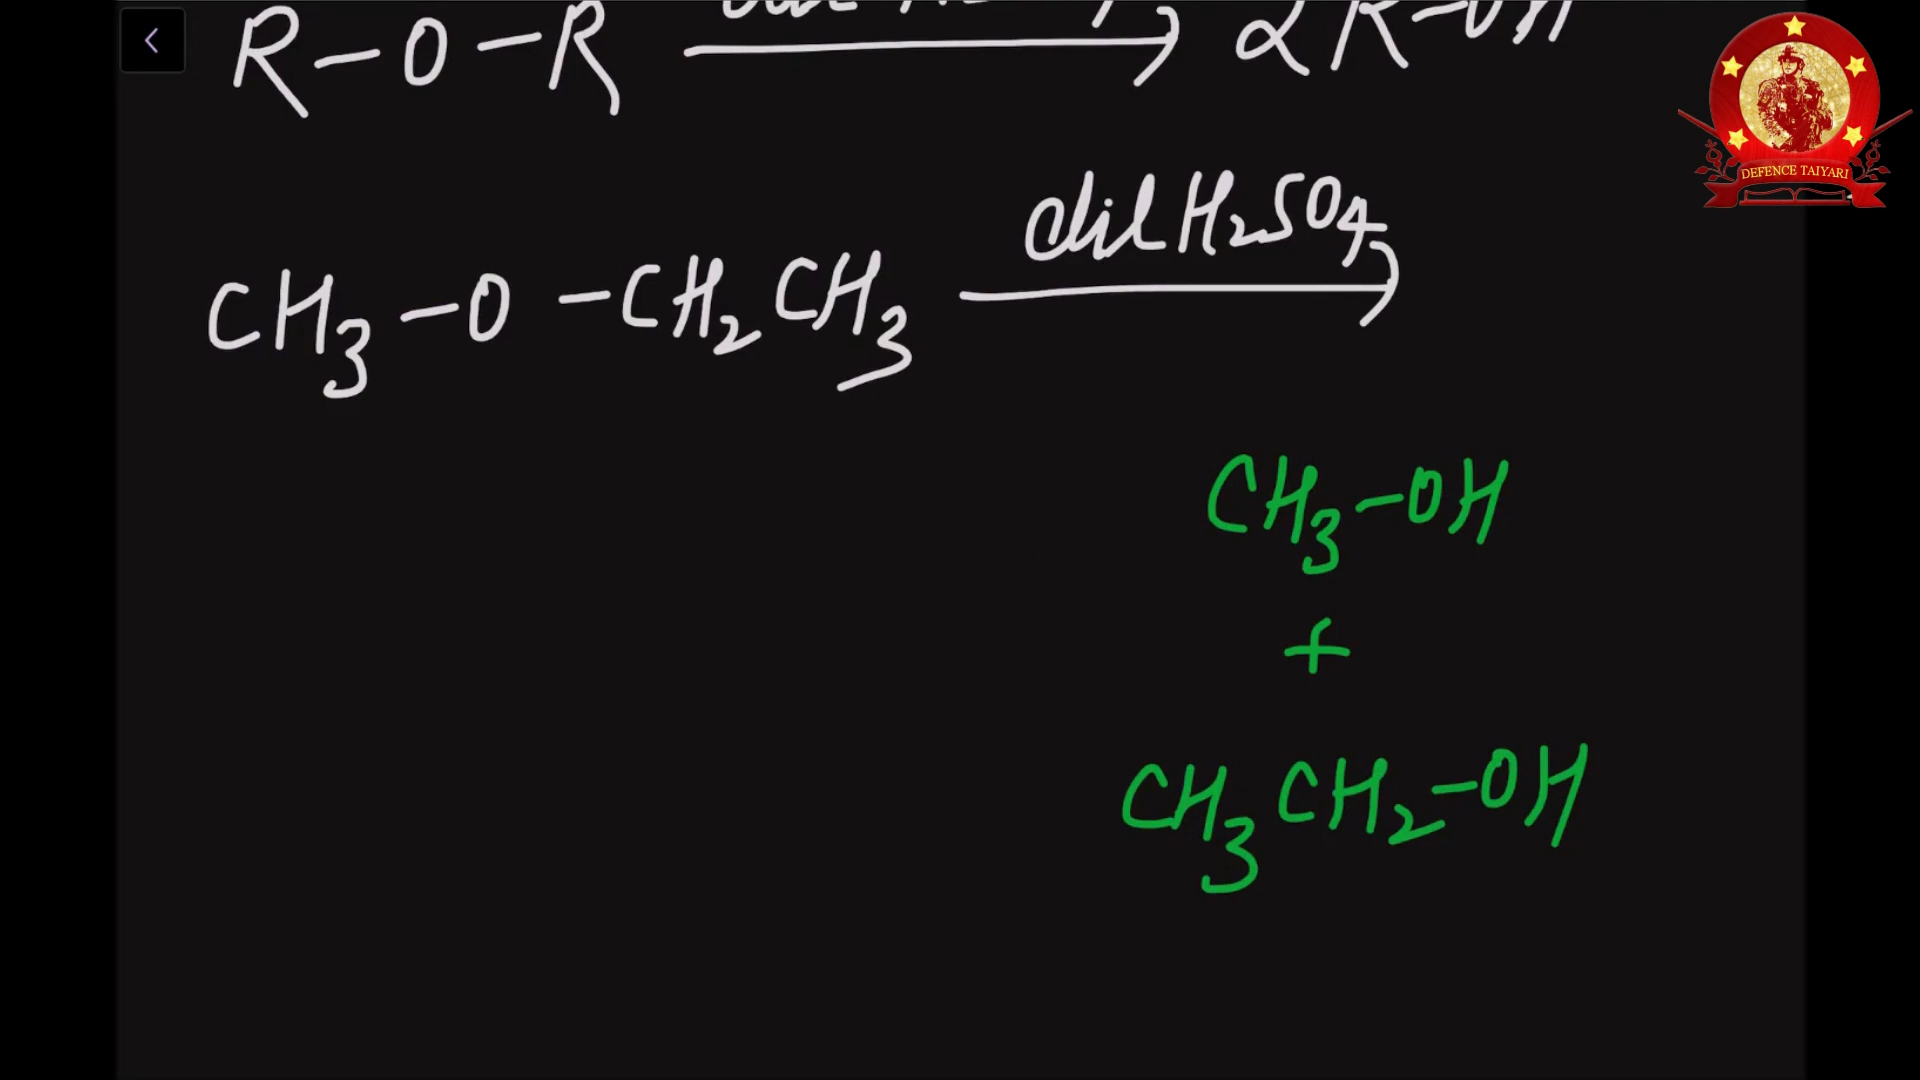 R-O-R → 2R-OH
DEFENCE TAIYARI
dil H₂SO₄
CH₃-O-CH₂CH₃ →
CH₃-OH
+
CH₃CH₂-OH